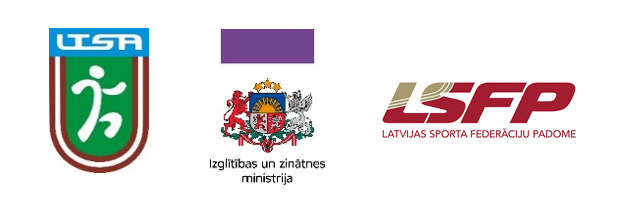 LTSA
Izglītības un zinātnes
ministrija
LSFP
LATVIJAS SPORTA FEDERĀCIJU PADOME